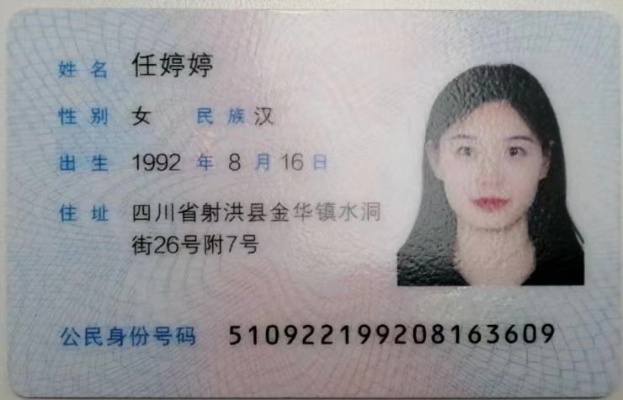 姓名 任婷婷
性别 女 民族 汉
出生 1992 年 8 月 16 日
住址 四川省射洪县金华镇水洞
街26号附7号
公民身份号码 510922199208163609